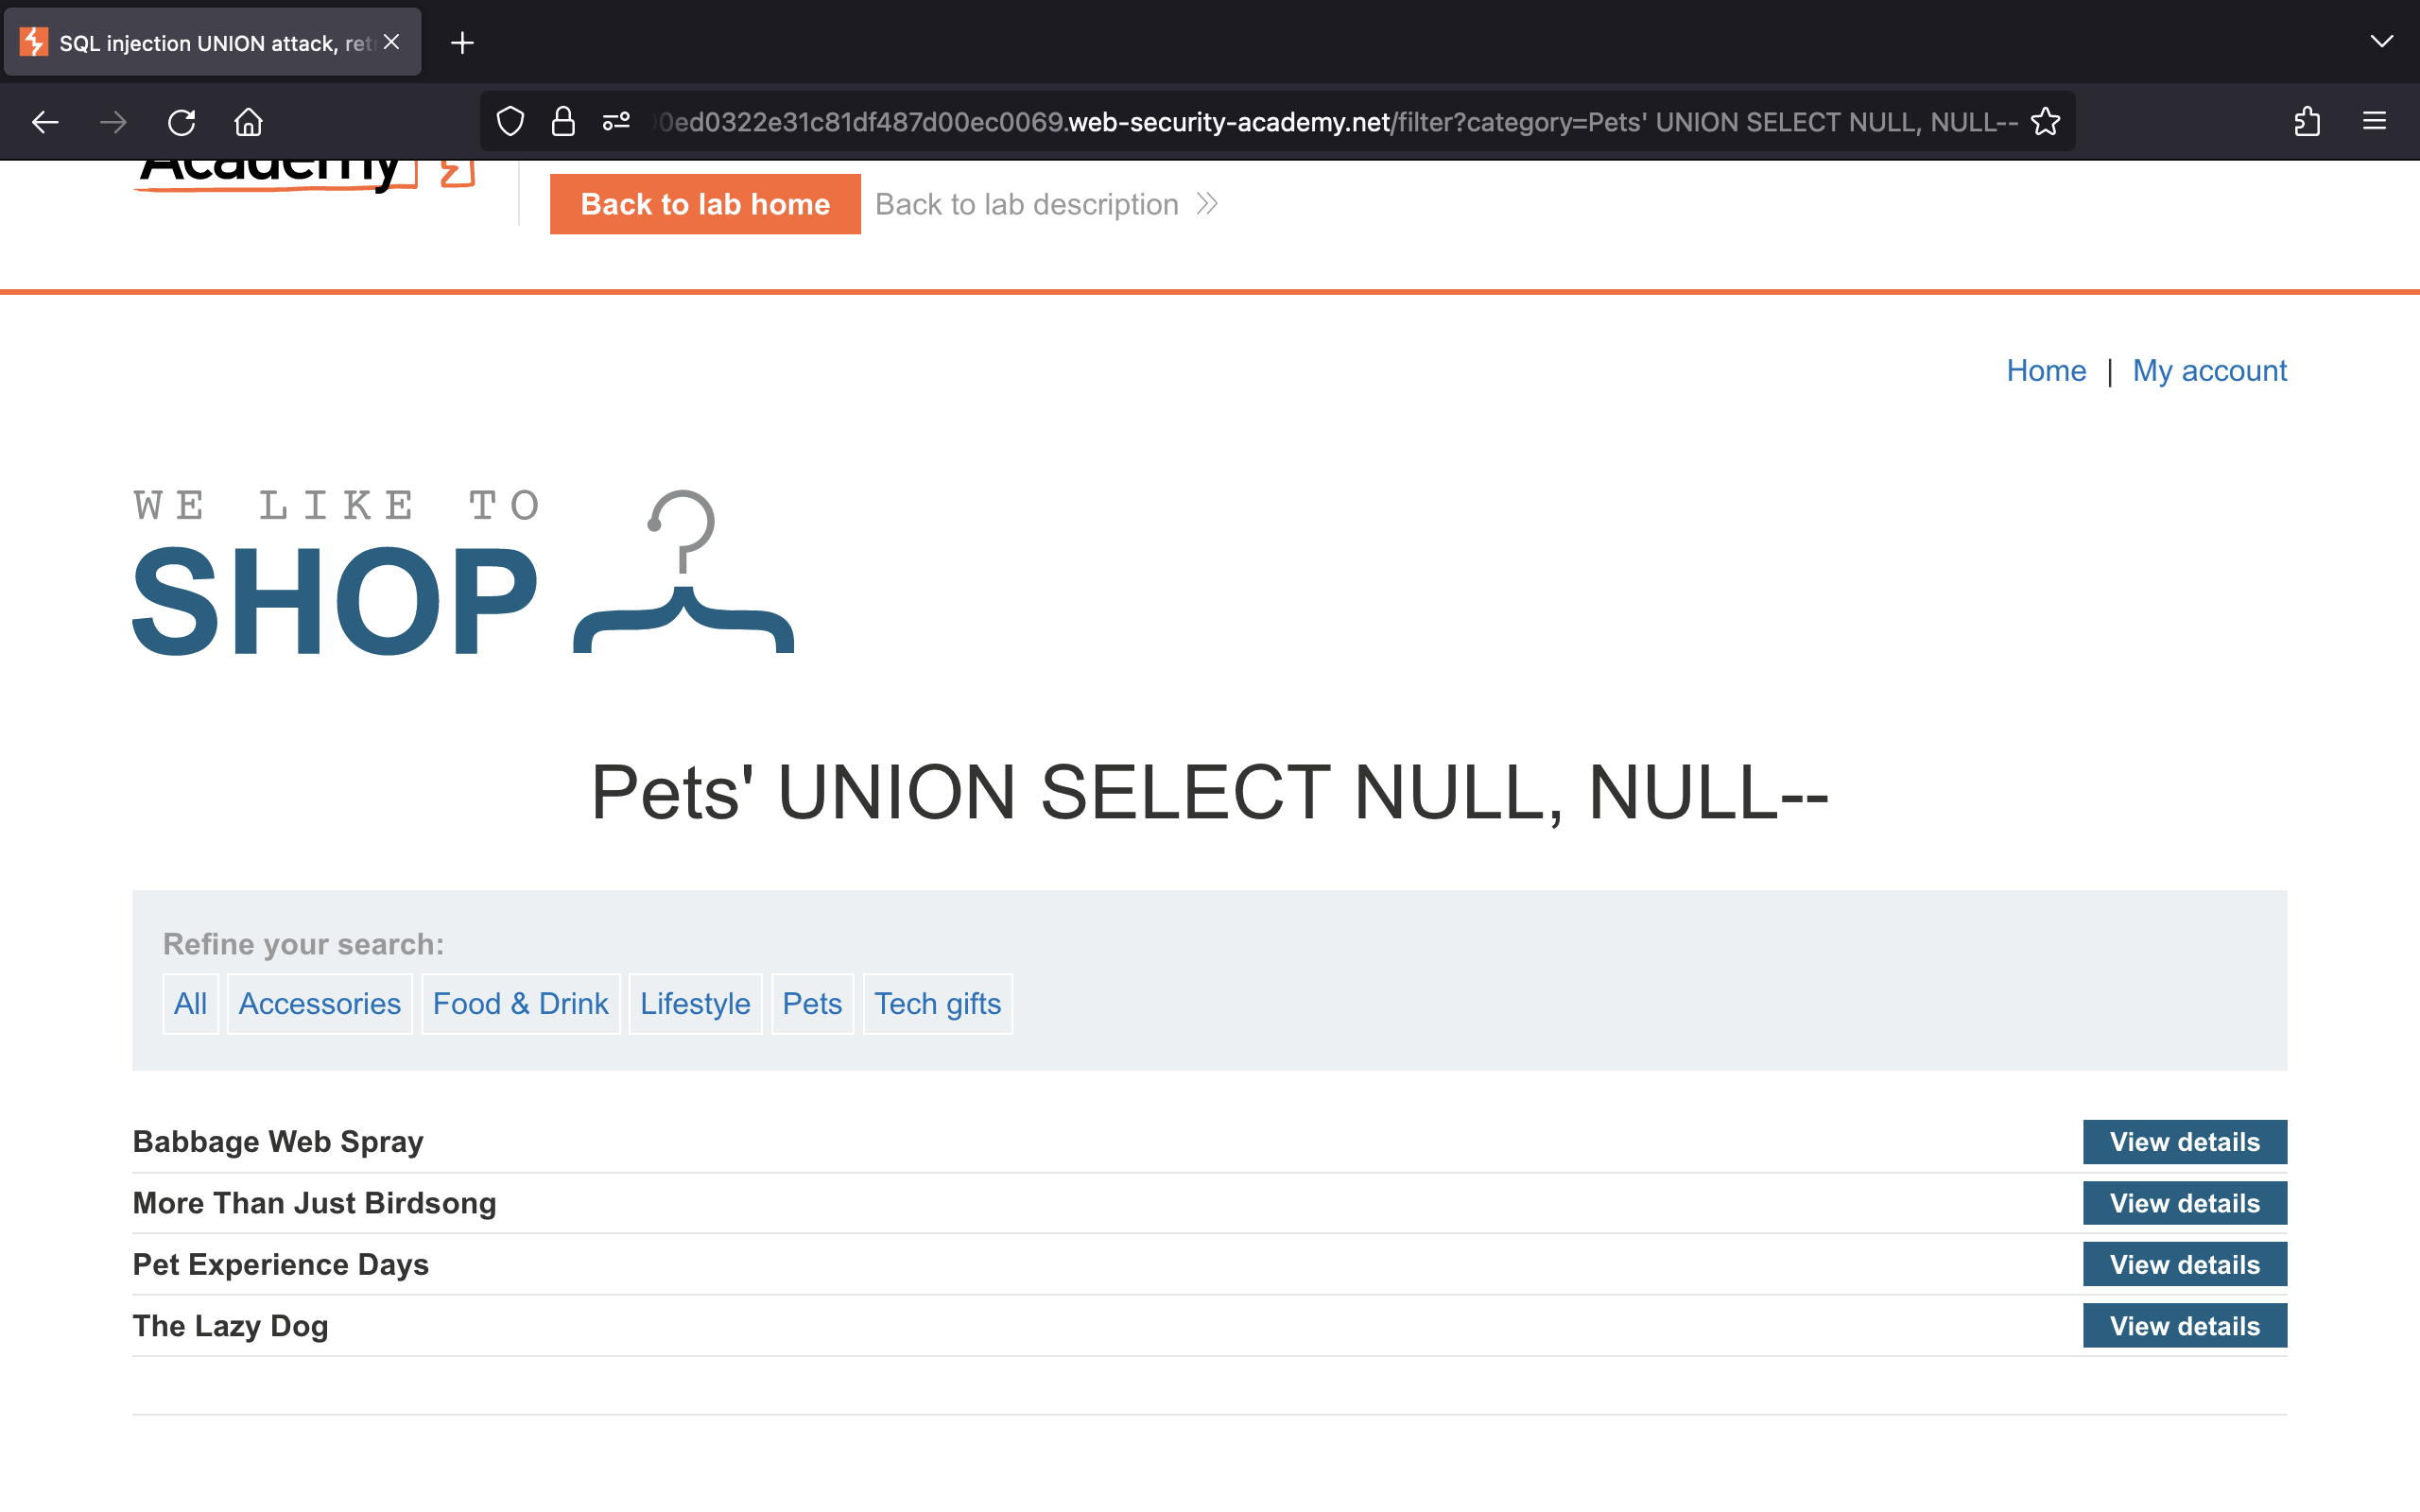 SQL injection UNION attack, ret
0ed0322e31c81df487d00ec0069.web-security-academy.net/filter?category=Pets' UNION SELECT NULL, NULL--
Academy
Back to lab home
Back to lab description
Home | My account
WE LIKE TO
SHOP
Pets' UNION SELECT NULL, NULL--
Refine your search:
All Accessories Food & Drink Lifestyle Pets Tech gifts
Babbage Web Spray View details
More Than Just Birdsong View details
Pet Experience Days View details
The Lazy Dog View details